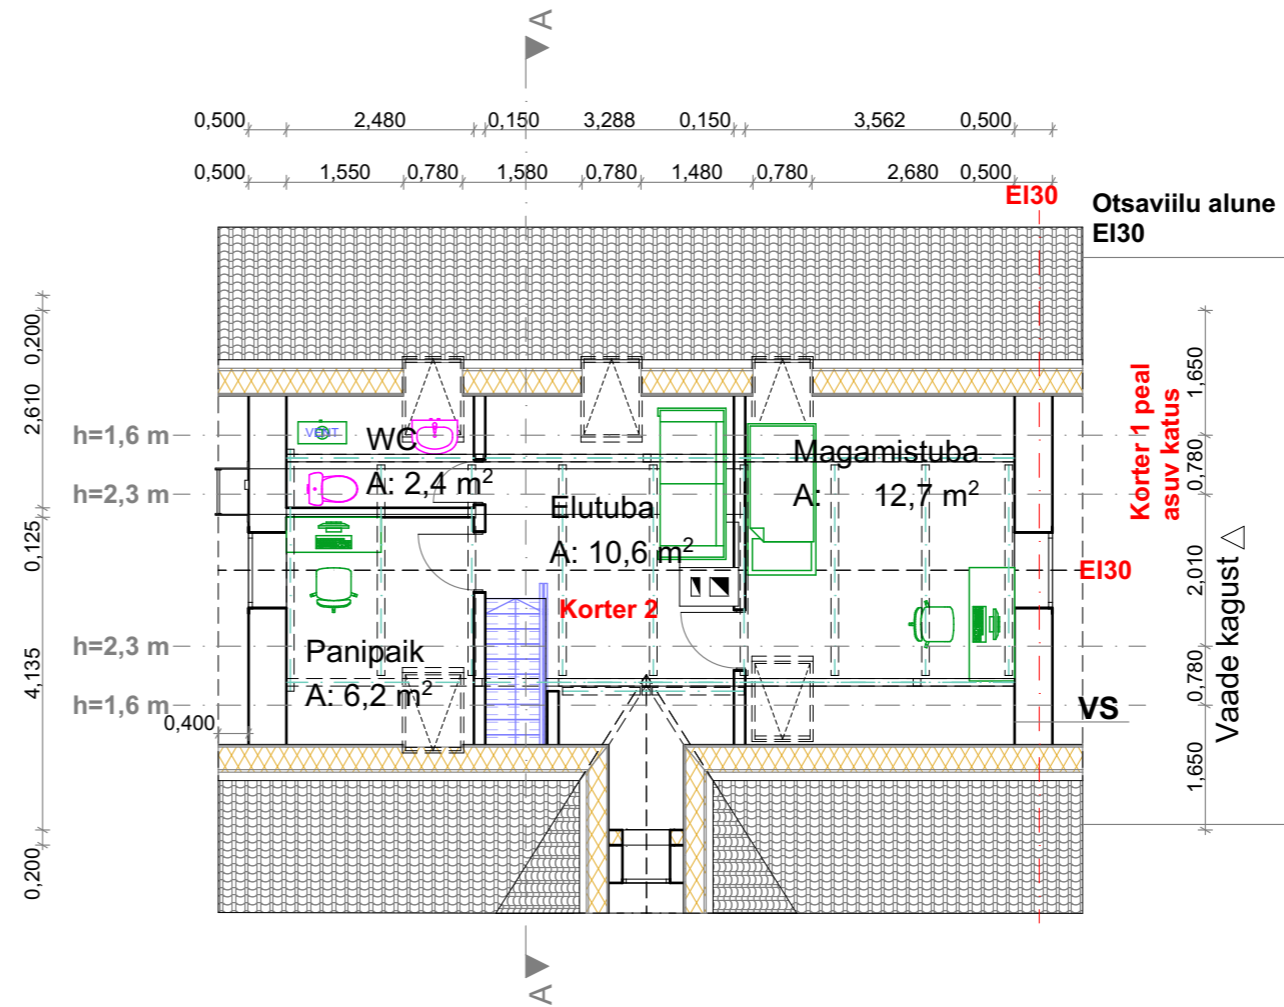 A
0,500 2,480 0,150 3,288 0,150 3,562 0,500
0,500 1,550 0,780 1,580 0,780 1,480 0,780 2,680 0,500
EI30
Otsaviilu alune
EI30
0,200
2,610
0,125
4,135
0,200
h=1,6 m
h=2,3 m
h=2,3 m
h=1,6 m
0,400
VENT.
WC
A: 2,4 m²
Elutuba
A: 10,6 m²
Magamistuba
A: 12,7 m²
Korter 2
Panipaik
A: 6,2 m²
Korter 1 peal
asuv katus
EI30
VS
1,650
0,780
2,010
0,780
1,650
Vaade kagust
A